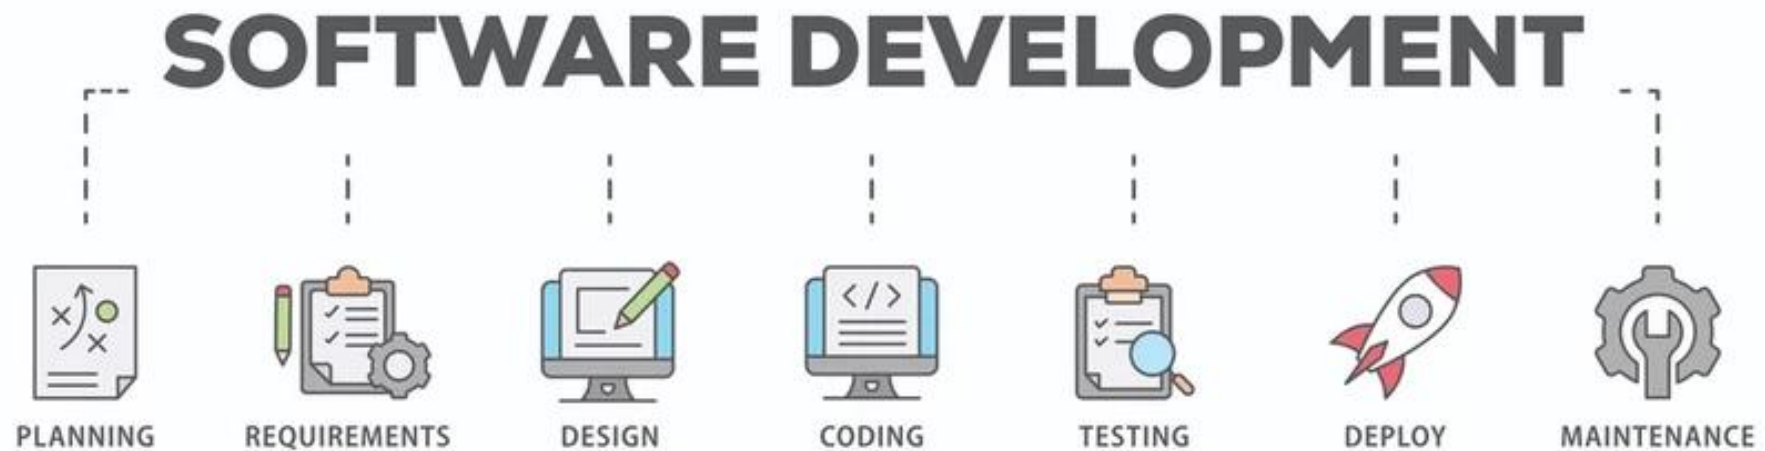 SOFTWARE DEVELOPMENT
</>
PLANNING
REQUIREMENTS
DESIGN
CODING
TESTING
DEPLOY
MAINTENANCE